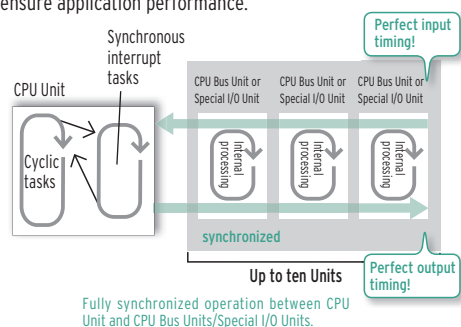 ensure application performance.
Perfect input
timing!
Synchronous
interrupt
tasks
CPU Unit
CPU Bus Unit or
Special I/O Unit
CPU Bus Unit or
Special I/O Unit
CPU Bus Unit or
Special I/O Unit
Cyclic
tasks
Internal
processing
Internal
processing
Internal
processing
synchronized
Up to ten Units
Perfect output
timing!
Fully synchronized operation between CPU
Unit and CPU Bus Units/Special I/O Units.